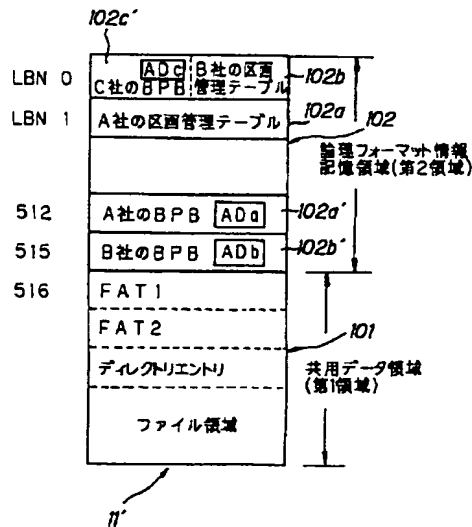 102c'
LBN 0
ADc
C社のBPB
B社の区画
管理テーブル
102b
LBN 1
A社の区画管理テーブル
102a
102
論理フォーマット情報
記憶領域(第2領域)
512
A社のBPB
ADa
102a'
515
B社のBPB
ADb
102b'
516
FAT1
FAT2
ディレクトリエントリ
ファイル領域
101
共用データ領域
(第1領域)
11'